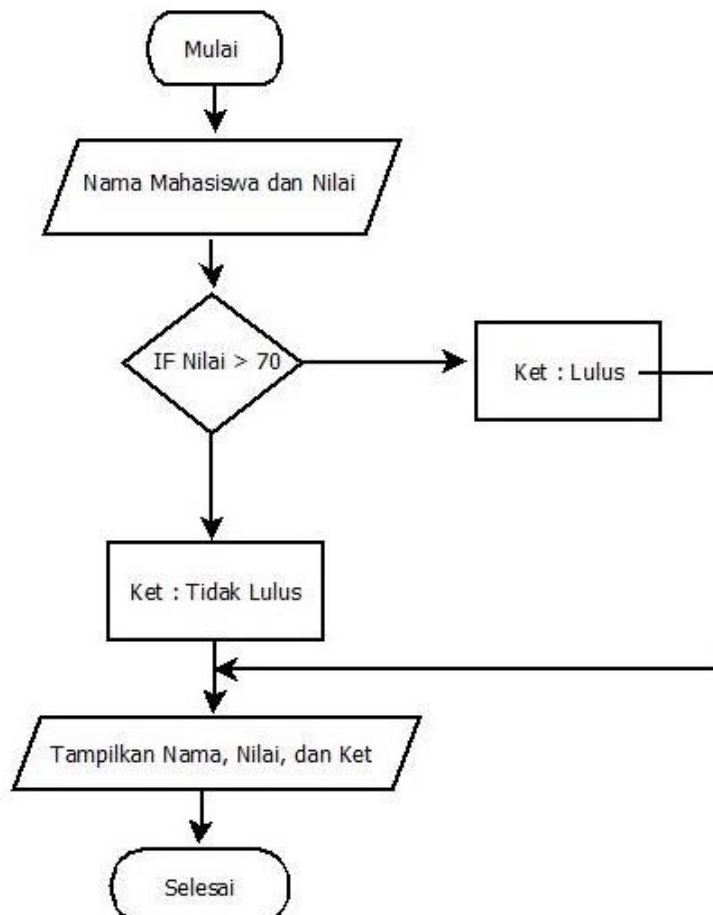 Mulai
Nama Mahasiswa dan Nilai
IF Nilai > 70
Ket : Lulus
Ket : Tidak Lulus
Tampilkan Nama, Nilai, dan Ket
Selesai